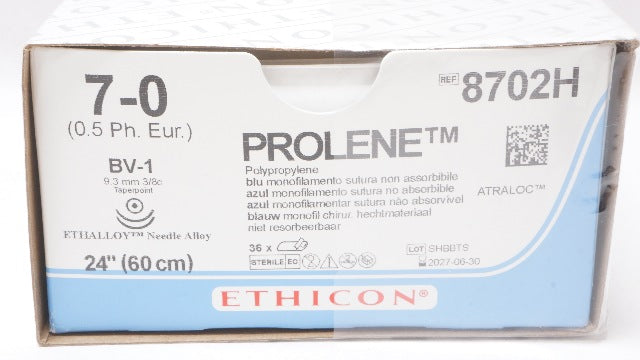 7-0
(0.5 Ph. Eur.)
BV-1
9.3 mm 3/8c
Taperpoint
ETHALLOY™ Needle Alloy
24" (60 cm)
REF 8702H
PROLENE™
Polypropylene
blu monofilamento sutura non assorbibile
azul monofilamento sutura no absorbible
azul monofilamentar sutura não absorvível
blauw monofil chirur. hechtmateriaal
niet resorbeerbaar
ATRALOC™
36 x
STERILE EO
LOT SHBBTS
2027-06-30
ETHICON®